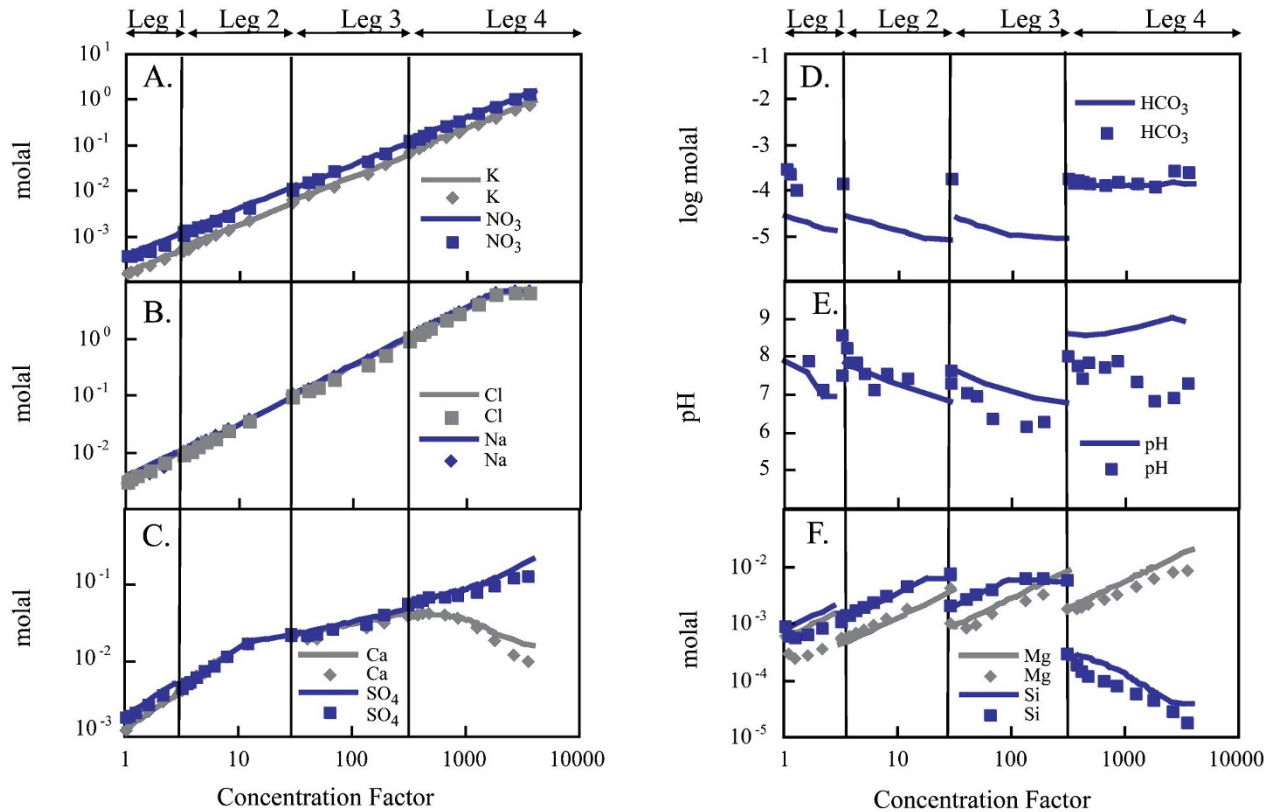 Leg 1 Leg 2 Leg 3 Leg 4
A.
10^1
10^0
10^-1
10^-2
10^-3
molal
K
K
NO₃
NO₃
B.
10^0
10^-1
10^-2
molal
Cl
Cl
Na
Na
C.
10^-1
10^-2
10^-3
molal
Ca
Ca
SO₄
SO₄
1 10 100 1000 10000
Concentration Factor
Leg 1 Leg 2 Leg 3 Leg 4
D.
-1
-2
-3
-4
-5
log molal
HCO₃
HCO₃
E.
9
8
7
6
5
pH
pH
pH
F.
10^-2
10^-3
10^-4
10^-5
molal
Mg
Mg
Si
Si
1 10 100 1000 10000
Concentration Factor